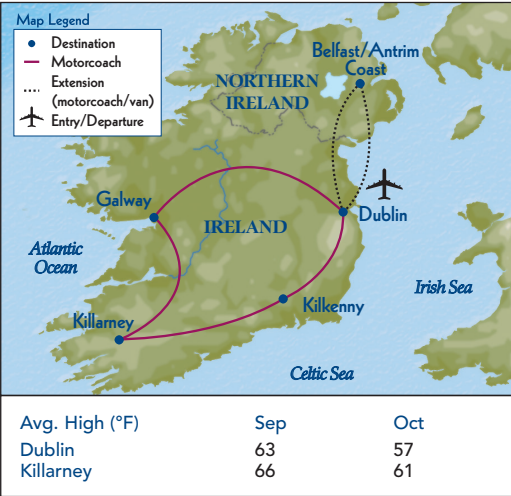 Map Legend
Destination
Motorcoach
Extension
(motorcoach/van)
Entry/Departure
Belfast/Antrim
Coast
NORTHERN
IRELAND
Galway
Dublin
IRELAND
Atlantic
Ocean
Irish Sea
Kilkenny
Killarney
Celtic Sea
Avg. High (°F) Sep Oct
Dublin 63 57
Killarney 66 61